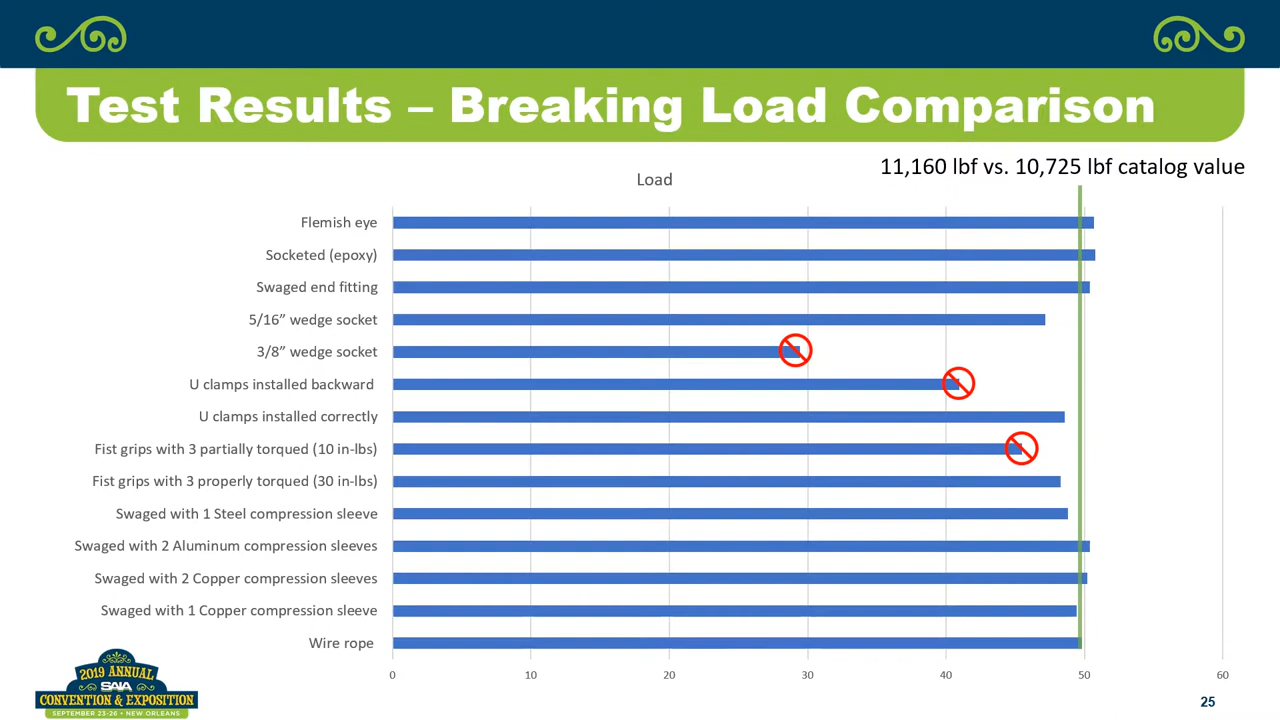 Test Results – Breaking Load Comparison
11,160 lbf vs. 10,725 lbf catalog value
Load
Flemish eye
Socketed (epoxy)
Swaged end fitting
5/16” wedge socket
3/8” wedge socket
U clamps installed backward
U clamps installed correctly
Fist grips with 3 partially torqued (10 in-lbs)
Fist grips with 3 properly torqued (30 in-lbs)
Swaged with 1 Steel compression sleeve
Swaged with 2 Aluminum compression sleeves
Swaged with 2 Copper compression sleeves
Swaged with 1 Copper compression sleeve
Wire rope
0 10 20 30 40 50 60
2019 ANNUAL
SAIA
CONVENTION & EXPOSITION
SEPTEMBER 23-26 • NEW ORLEANS
25